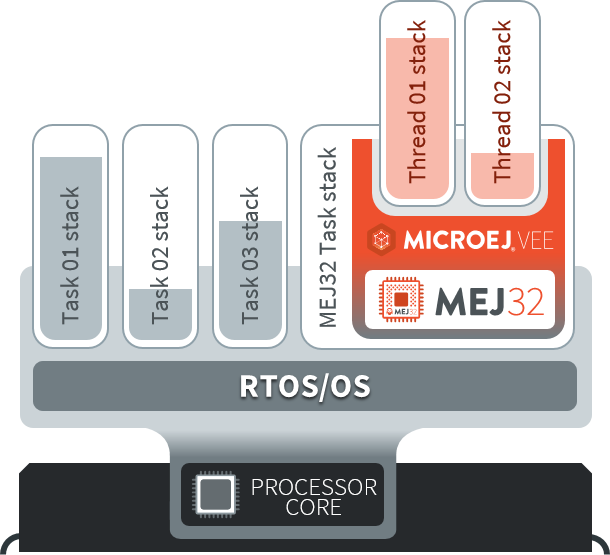 Thread 01 stack
Thread 02 stack
Task 01 stack
Task 02 stack
Task 03 stack
MEJ32 Task stack
MICROEJ® VEE
MEJ32
MEJ32
RTOS/OS
PROCESSOR
CORE